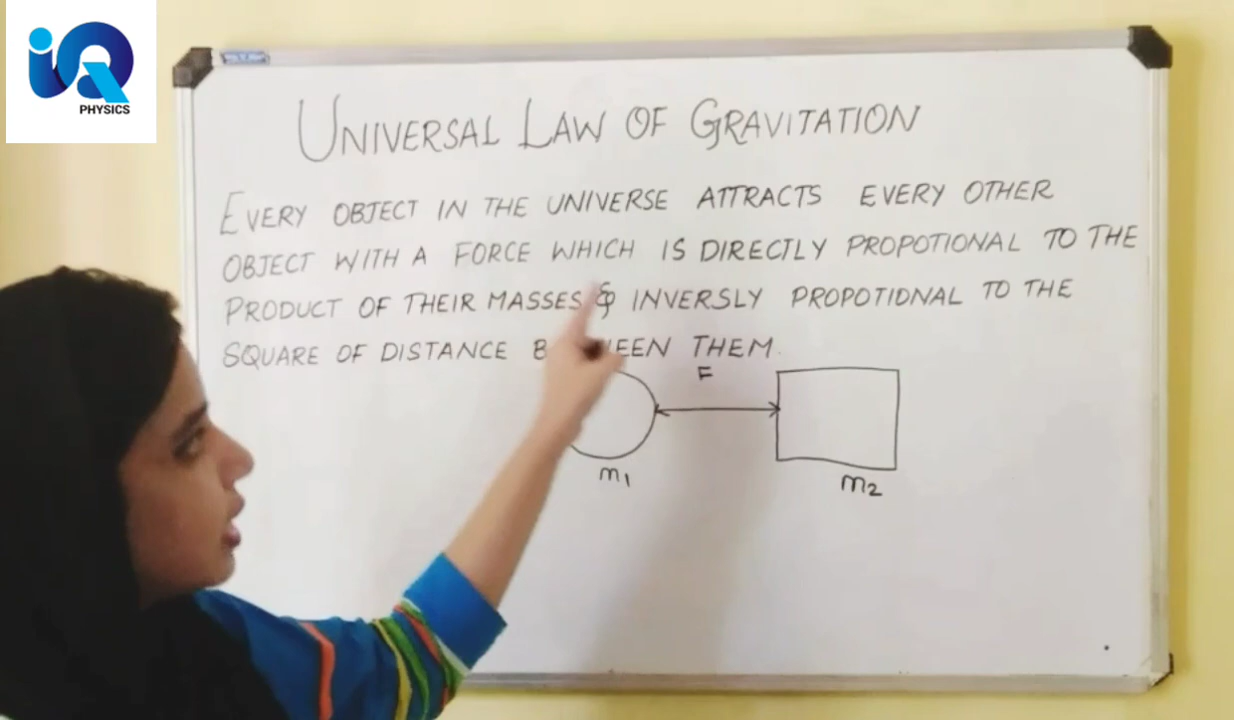 iQ
PHYSICS
UNIVERSAL LAW OF GRAVITATION
EVERY OBJECT IN THE UNIVERSE ATTRACTS EVERY OTHER
OBJECT WITH A FORCE WHICH IS DIRECTLY PROPOTIONAL TO THE
PRODUCT OF THEIR MASSES & INVERSLY PROPOTIONAL TO THE
SQUARE OF DISTANCE THEM.
F
m1
m2